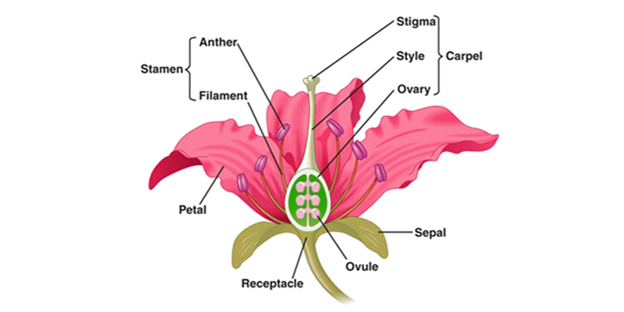 Stigma
Anther
Stamen
Style
Carpel
Filament
Ovary
Petal
Sepal
Ovule
Receptacle